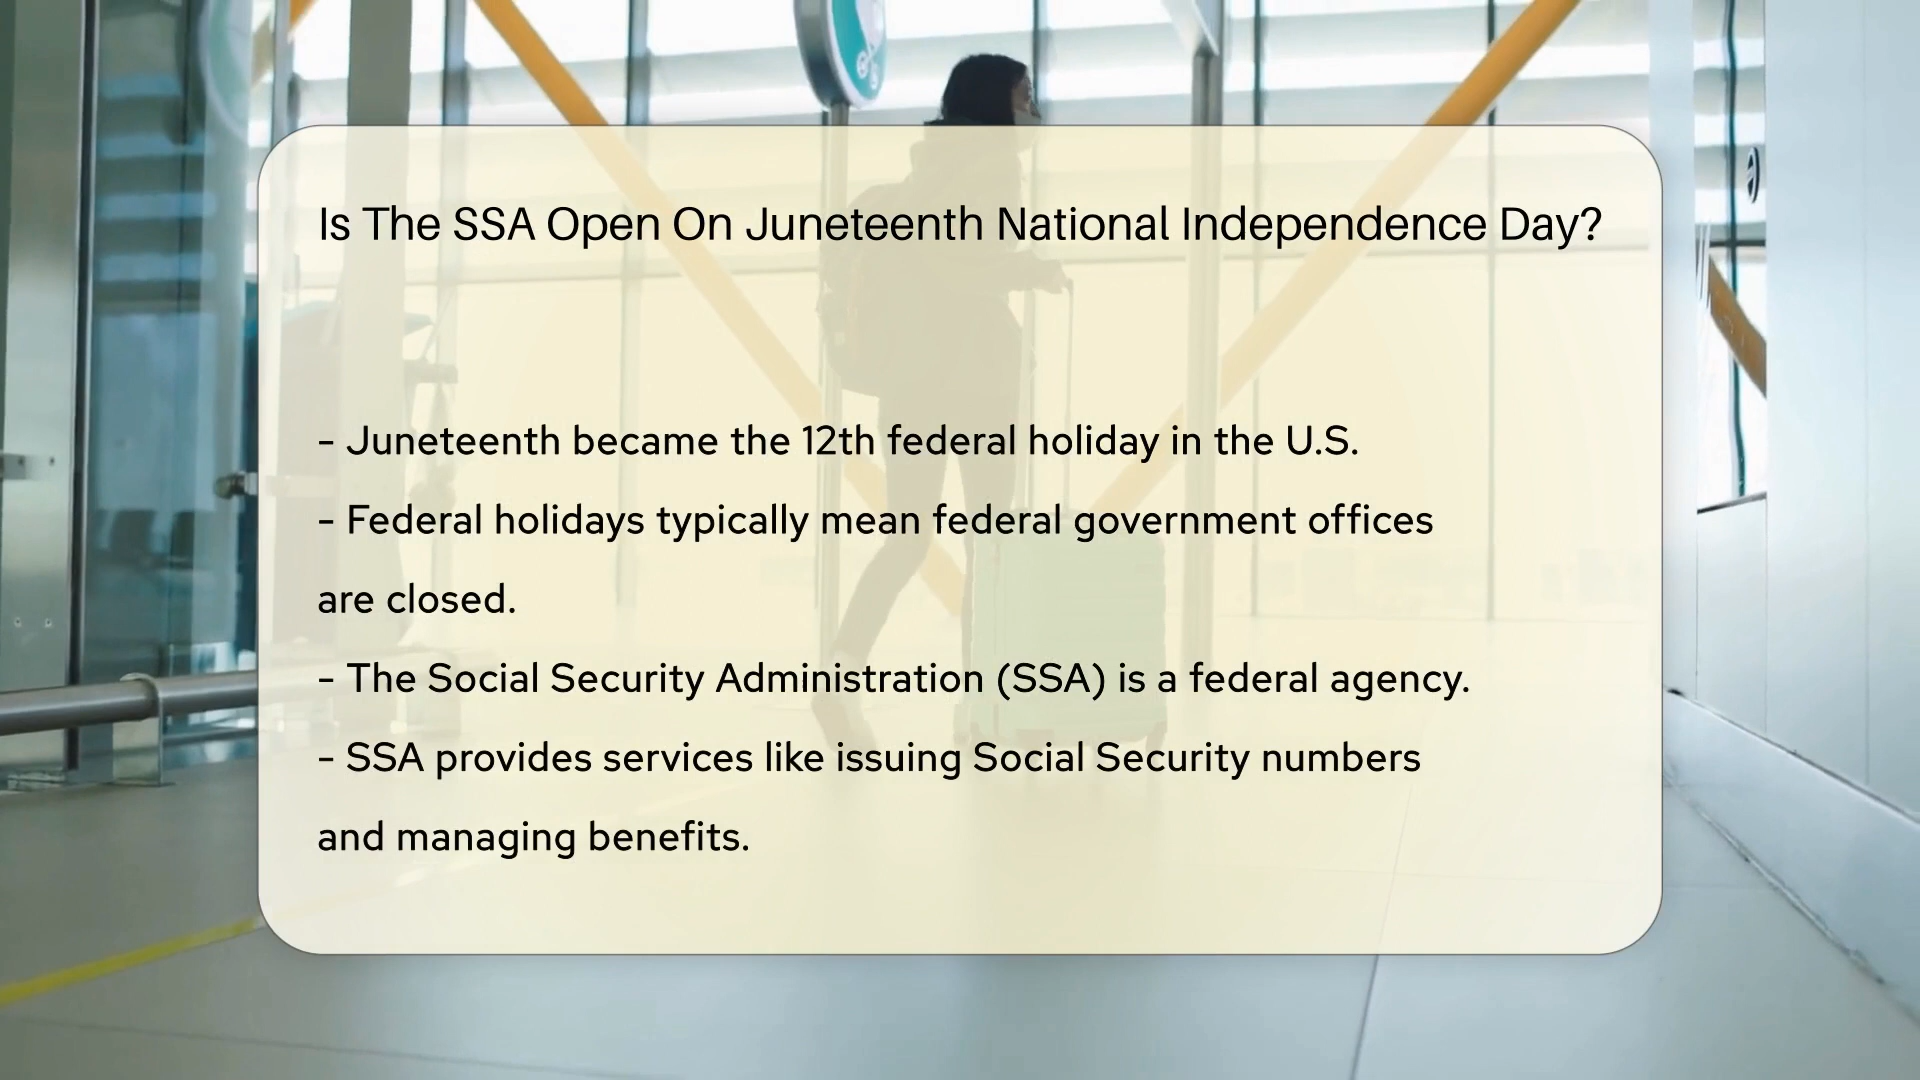 Is The SSA Open On Juneteenth National Independence Day?
- Juneteenth became the 12th federal holiday in the U.S.
- Federal holidays typically mean federal government offices
are closed.
- The Social Security Administration (SSA) is a federal agency.
- SSA provides services like issuing Social Security numbers
and managing benefits.